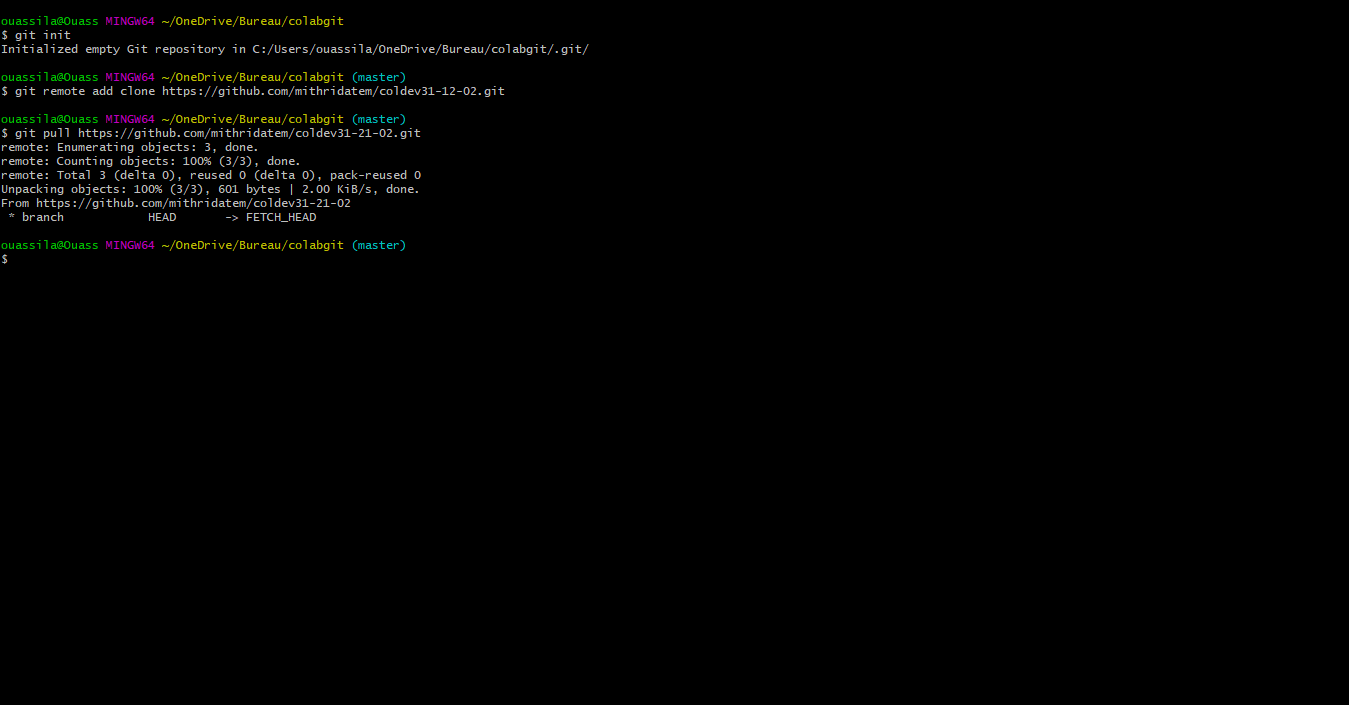 ouassila@Ouass MINGW64 ~/OneDrive/Bureau/colabgit
$ git init
Initialized empty Git repository in C:/Users/ouassila/OneDrive/Bureau/colabgit/.git/
ouassila@Ouass MINGW64 ~/OneDrive/Bureau/colabgit (master)
$ git remote add clone https://github.com/mithridatem/coldev31-12-02.git
ouassila@Ouass MINGW64 ~/OneDrive/Bureau/colabgit (master)
$ git pull https://github.com/mithridatem/coldev31-21-02.git
remote: Enumerating objects: 3, done.
remote: Counting objects: 100% (3/3), done.
remote: Total 3 (delta 0), reused 0 (delta 0), pack-reused 0
Unpacking objects: 100% (3/3), 601 bytes | 2.00 KiB/s, done.
From https://github.com/mithridatem/coldev31-21-02
 * branch            HEAD       -> FETCH_HEAD
ouassila@Ouass MINGW64 ~/OneDrive/Bureau/colabgit (master)
$